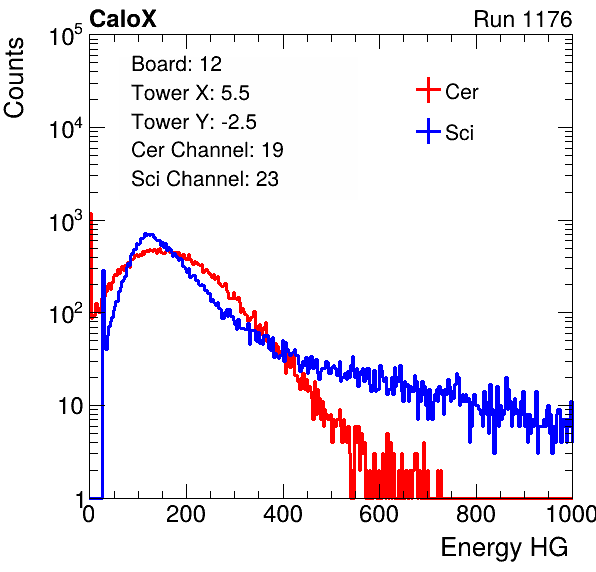 CaloX Run 1176
Counts
10^5
10^4
10^3
10^2
10
1
Board: 12
Tower X: 5.5
Tower Y: -2.5
Cer Channel: 19
Sci Channel: 23
Cer
Sci
0 200 400 600 800 1000
Energy HG